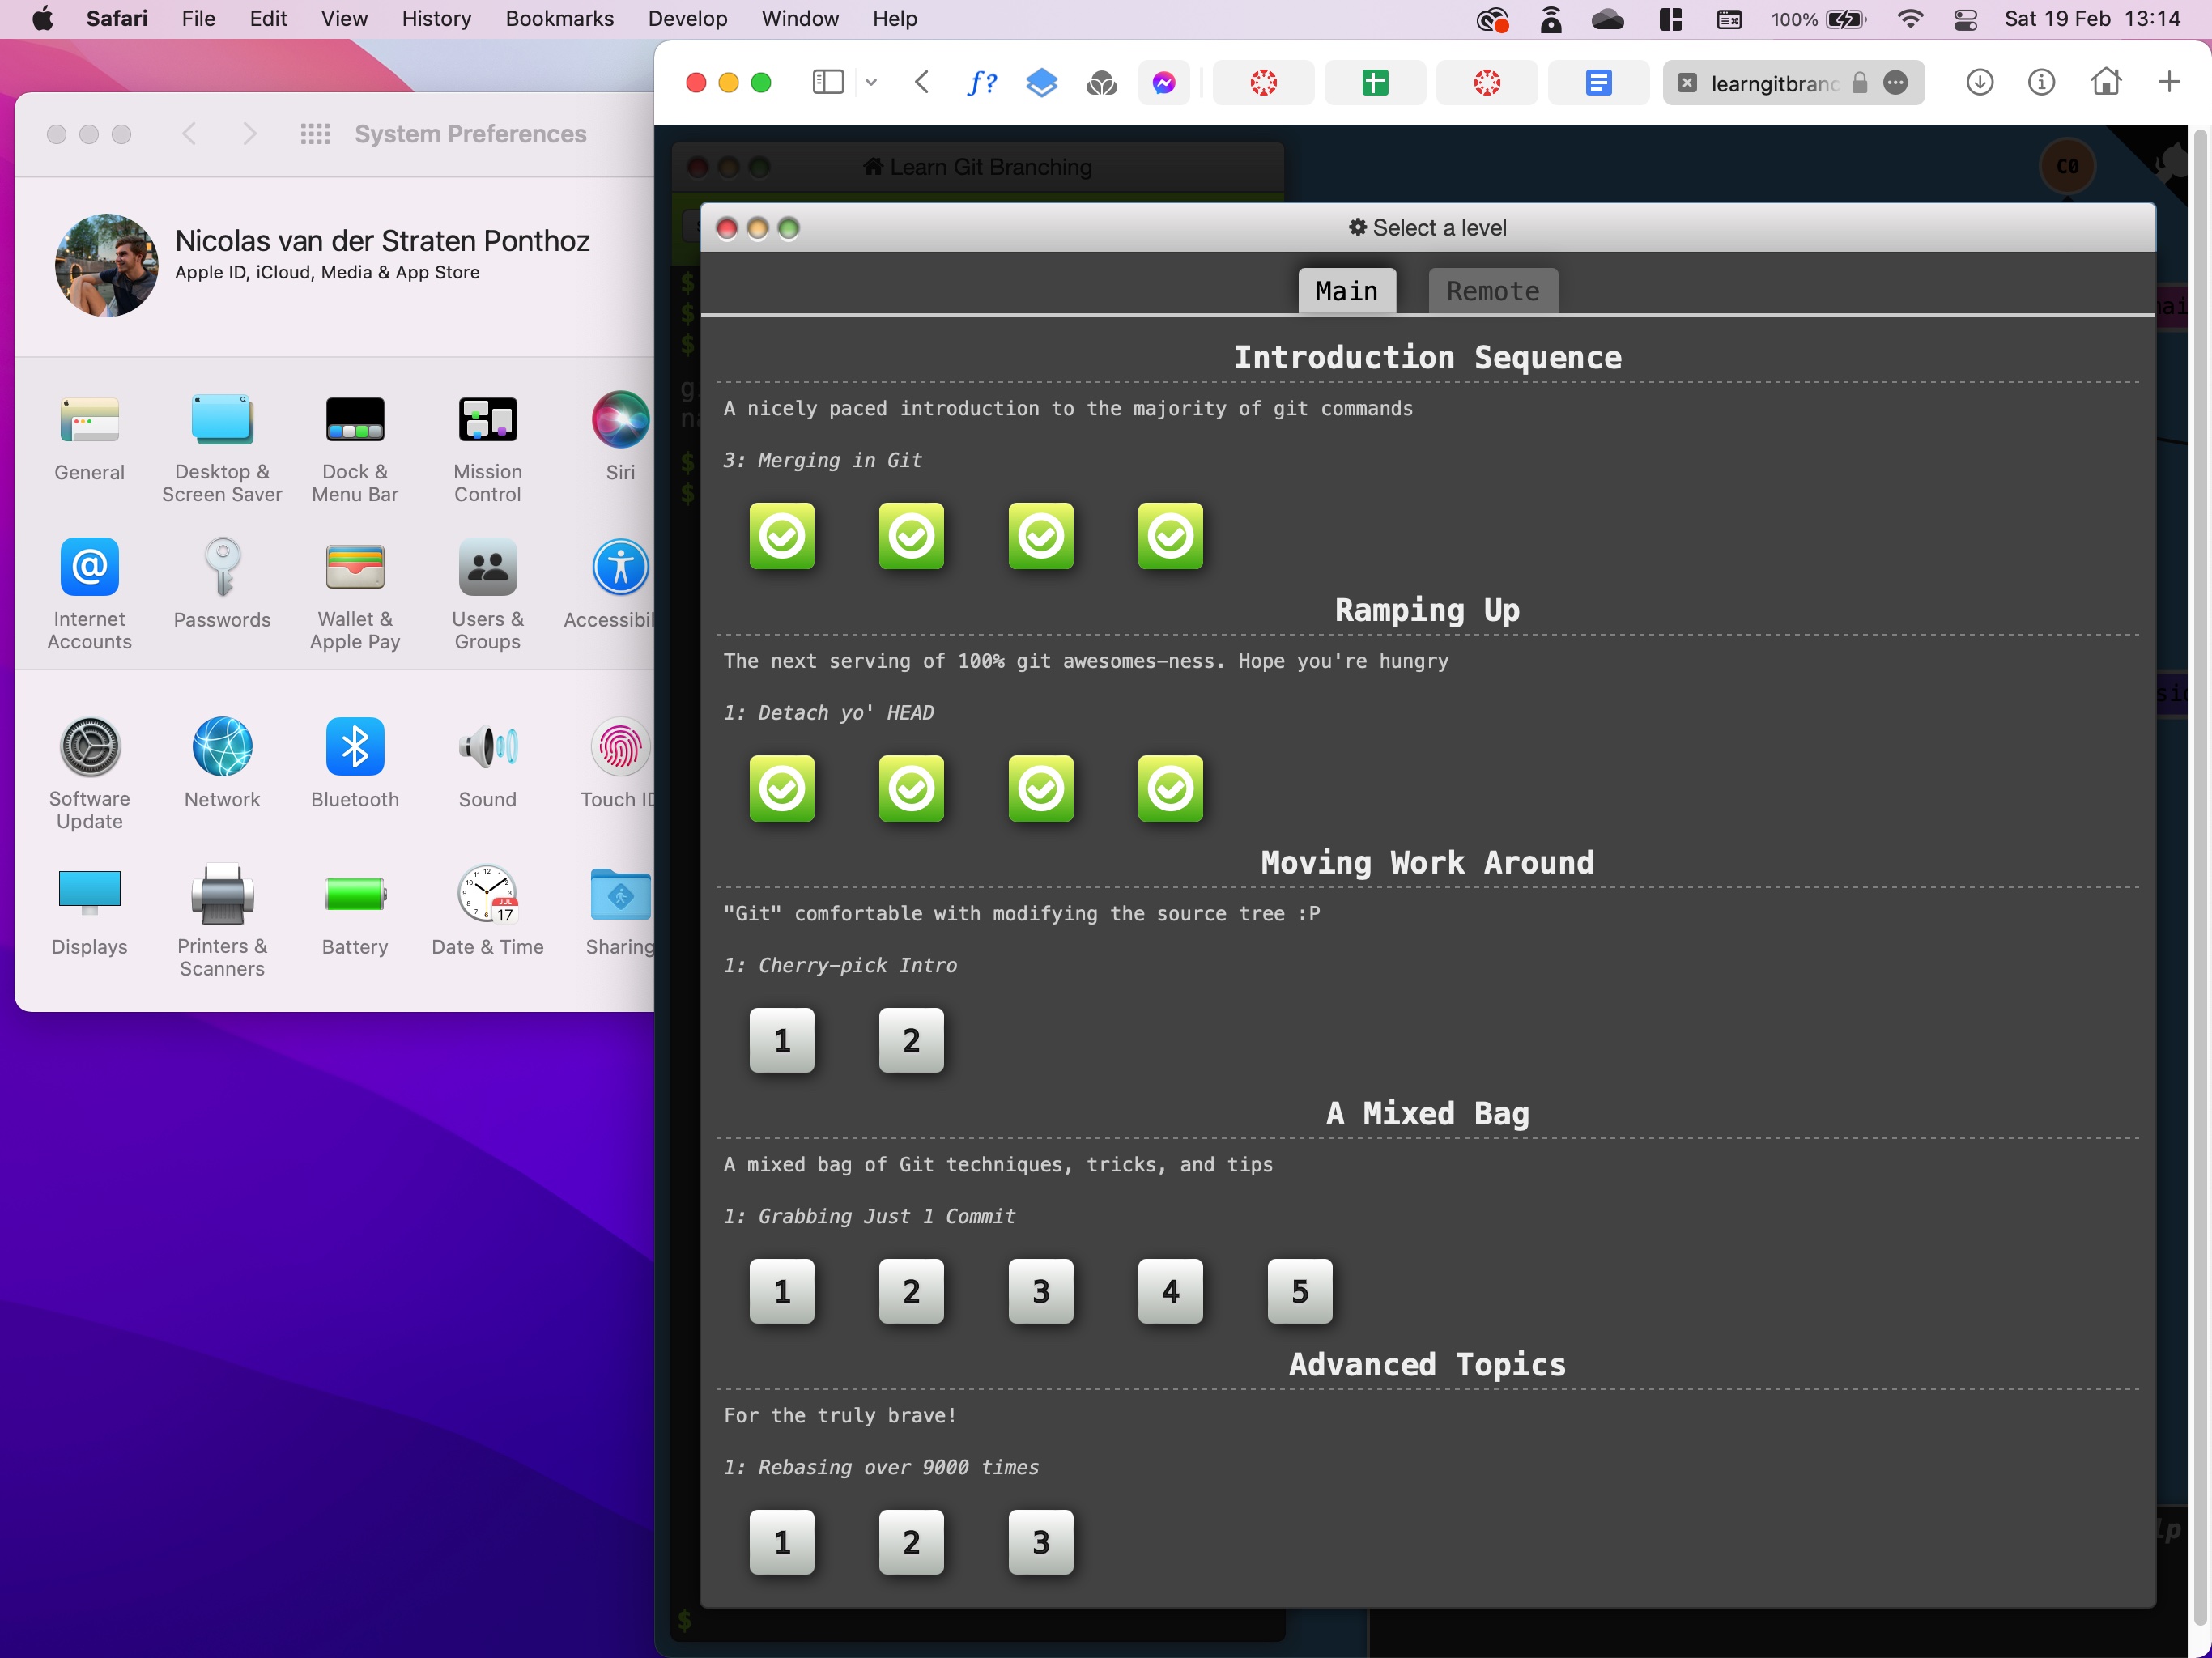 Safari File Edit View History Bookmarks Develop Window Help 100% Sat 19 Feb 13:14
System Preferences
Nicolas van der Straten Ponthoz
Apple ID, iCloud, Media & App Store
General
Desktop &
Screen Saver
Dock &
Menu Bar
Mission
Control
Siri
Internet
Accounts
Passwords
Wallet &
Apple Pay
Users &
Groups
Accessibil
Software
Update
Network
Bluetooth
Sound
Touch ID
Displays
Printers &
Scanners
Battery
JUL
17
Date & Time
Sharing
f?
learngitbranc
Learn Git Branching
C0
Select a level
Main Remote
$
$
$
$
$
Introduction Sequence
A nicely paced introduction to the majority of git commands
3: Merging in Git
Ramping Up
The next serving of 100% git awesomes-ness. Hope you're hungry
1: Detach yo' HEAD
Moving Work Around
"Git" comfortable with modifying the source tree :P
1: Cherry-pick Intro
1 2
A Mixed Bag
A mixed bag of Git techniques, tricks, and tips
1: Grabbing Just 1 Commit
1 2 3 4 5
Advanced Topics
For the truly brave!
1: Rebasing over 9000 times
1 2 3
$